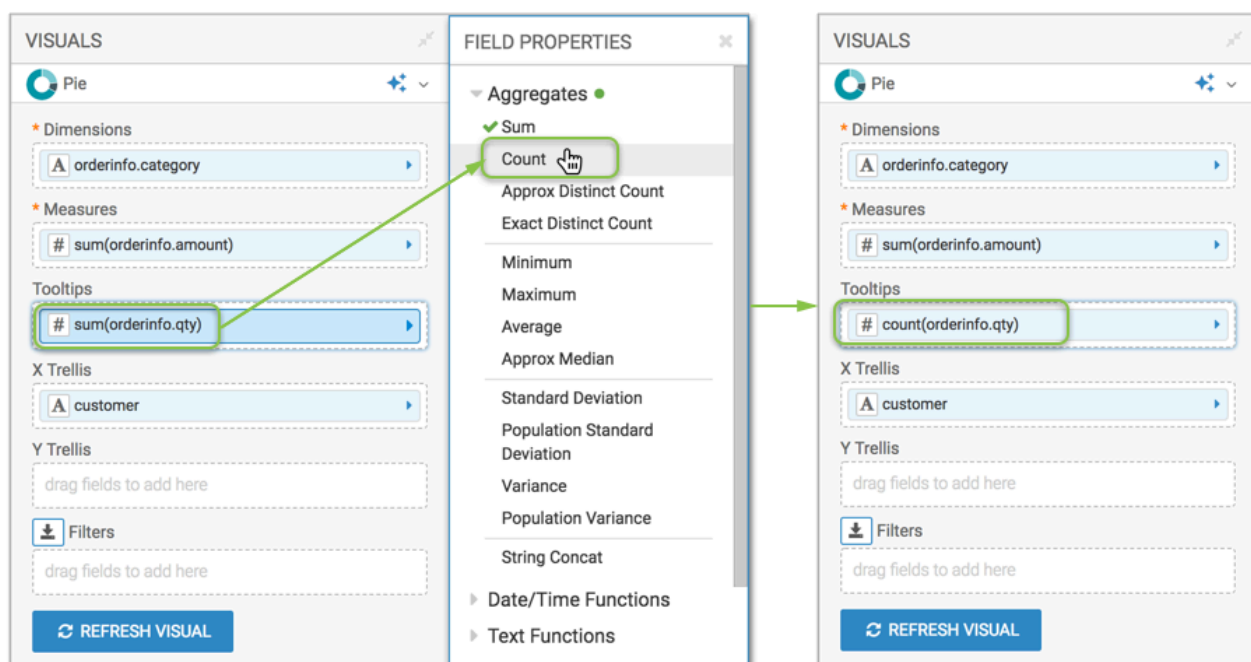 VISUALS
Pie
* Dimensions
A orderinfo.category
* Measures
# sum(orderinfo.amount)
Tooltips
# sum(orderinfo.qty)
X Trellis
A customer
Y Trellis
drag fields to add here
Filters
drag fields to add here
REFRESH VISUAL
FIELD PROPERTIES
Aggregates
Sum
Count
Approx Distinct Count
Exact Distinct Count
Minimum
Maximum
Average
Approx Median
Standard Deviation
Population Standard
Deviation
Variance
Population Variance
String Concat
Date/Time Functions
Text Functions
VISUALS
Pie
* Dimensions
A orderinfo.category
* Measures
# sum(orderinfo.amount)
Tooltips
# count(orderinfo.qty)
X Trellis
A customer
Y Trellis
drag fields to add here
Filters
drag fields to add here
REFRESH VISUAL